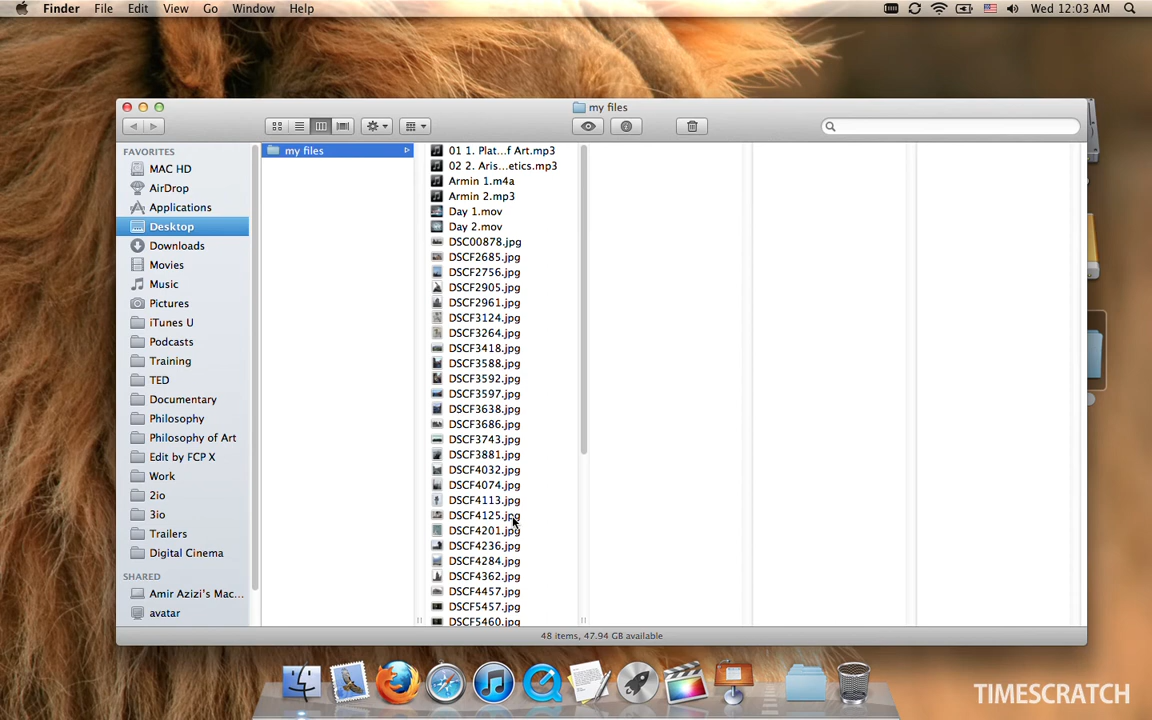 Finder File Edit View Go Window Help
Wed 12:03 AM
my files
FAVORITES
MAC HD
AirDrop
Applications
Desktop
Downloads
Movies
Music
Pictures
iTunes U
Podcasts
Training
TED
Documentary
Philosophy
Philosophy of Art
Edit by FCP X
Work
2io
3io
Trailers
Digital Cinema
SHARED
Amir Azizi's Mac...
avatar
my files
01 1. Plat...f Art.mp3
02 2. Aris...etics.mp3
Armin 1.m4a
Armin 2.mp3
Day 1.mov
Day 2.mov
DSC00878.jpg
DSCF2685.jpg
DSCF2756.jpg
DSCF2905.jpg
DSCF2961.jpg
DSCF3124.jpg
DSCF3264.jpg
DSCF3418.jpg
DSCF3588.jpg
DSCF3592.jpg
DSCF3597.jpg
DSCF3638.jpg
DSCF3686.jpg
DSCF3743.jpg
DSCF3881.jpg
DSCF4032.jpg
DSCF4074.jpg
DSCF4113.jpg
DSCF4125.jpg
DSCF4201.jpg
DSCF4236.jpg
DSCF4284.jpg
DSCF4362.jpg
DSCF4457.jpg
DSCF5457.jpg
DSCF5460.jpg
48 items, 47.94 GB available
TIMESCRATCH